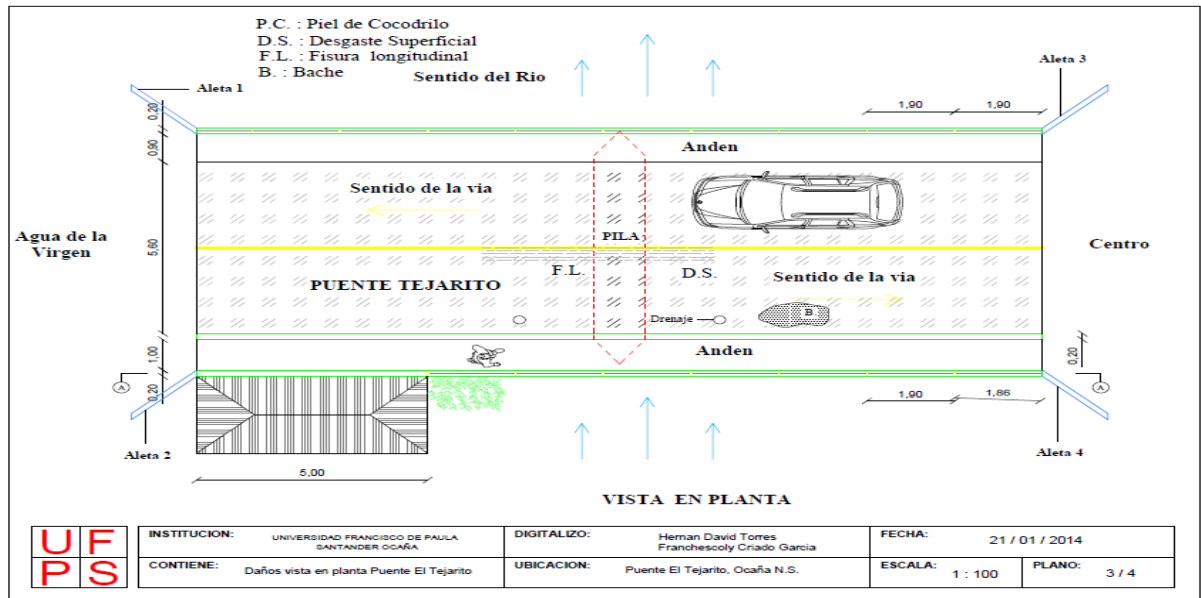 P.C. : Piel de Cocodrilo
D.S. : Desgaste Superficial
F.L. : Fisura longitudinal
B. : Bache
Sentido del Rio
Aleta 1
Aleta 3
0,20
1,90
1,90
0,90
Anden
Sentido de la via
Agua de la
Virgen
5,60
PILA
Centro
F.L.
D.S.
Sentido de la via
PUENTE TEJARITO
B.
Drenaje
1,00
Anden
0,20
A
A
0,20
1,90
1,86
Aleta 2
Aleta 4
5,00
VISTA EN PLANTA
UF
PS
INSTITUCION:
UNIVERSIDAD FRANCISCO DE PAULA
SANTANDER OCAÑA
DIGITALIZO:
Hernan David Torres
Franchescoly Criado Garcia
FECHA:
21 / 01 / 2014
CONTIENE:
Daños vista en planta Puente El Tejarito
UBICACION:
Puente El Tejarito, Ocaña N.S.
ESCALA:
1 : 100
PLANO:
3 / 4